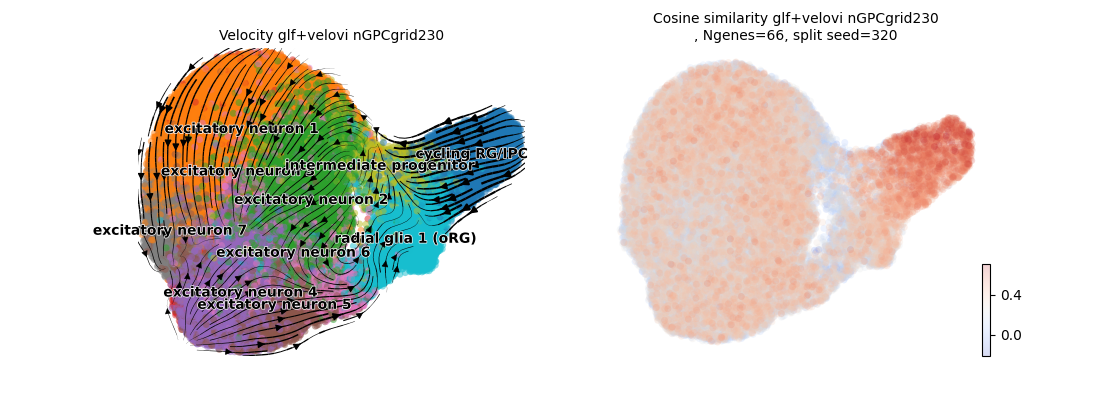 Velocity glf+velovi nGPCgrid230
excitatory neuron 1
cycling RG/IPC
intermediate progenitor
excitatory neuron 3
excitatory neuron 2
excitatory neuron 7
radial glia 1 (oRG)
excitatory neuron 6
excitatory neuron 4
excitatory neuron 5
Cosine similarity glf+velovi nGPCgrid230
, Ngenes=66, split seed=320
0.4
0.0